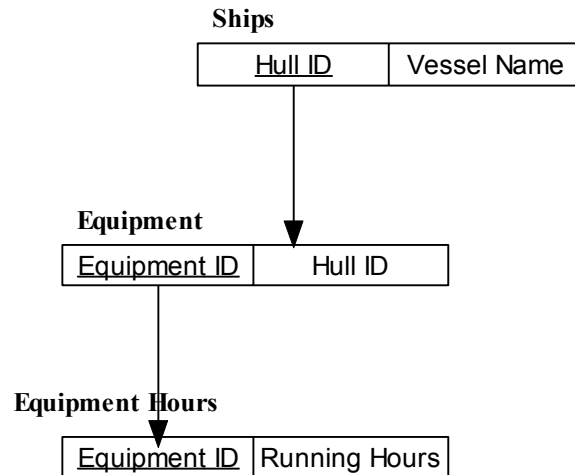 Ships
Hull ID Vessel Name
Equipment
Equipment ID Hull ID
Equipment Hours
Equipment ID Running Hours